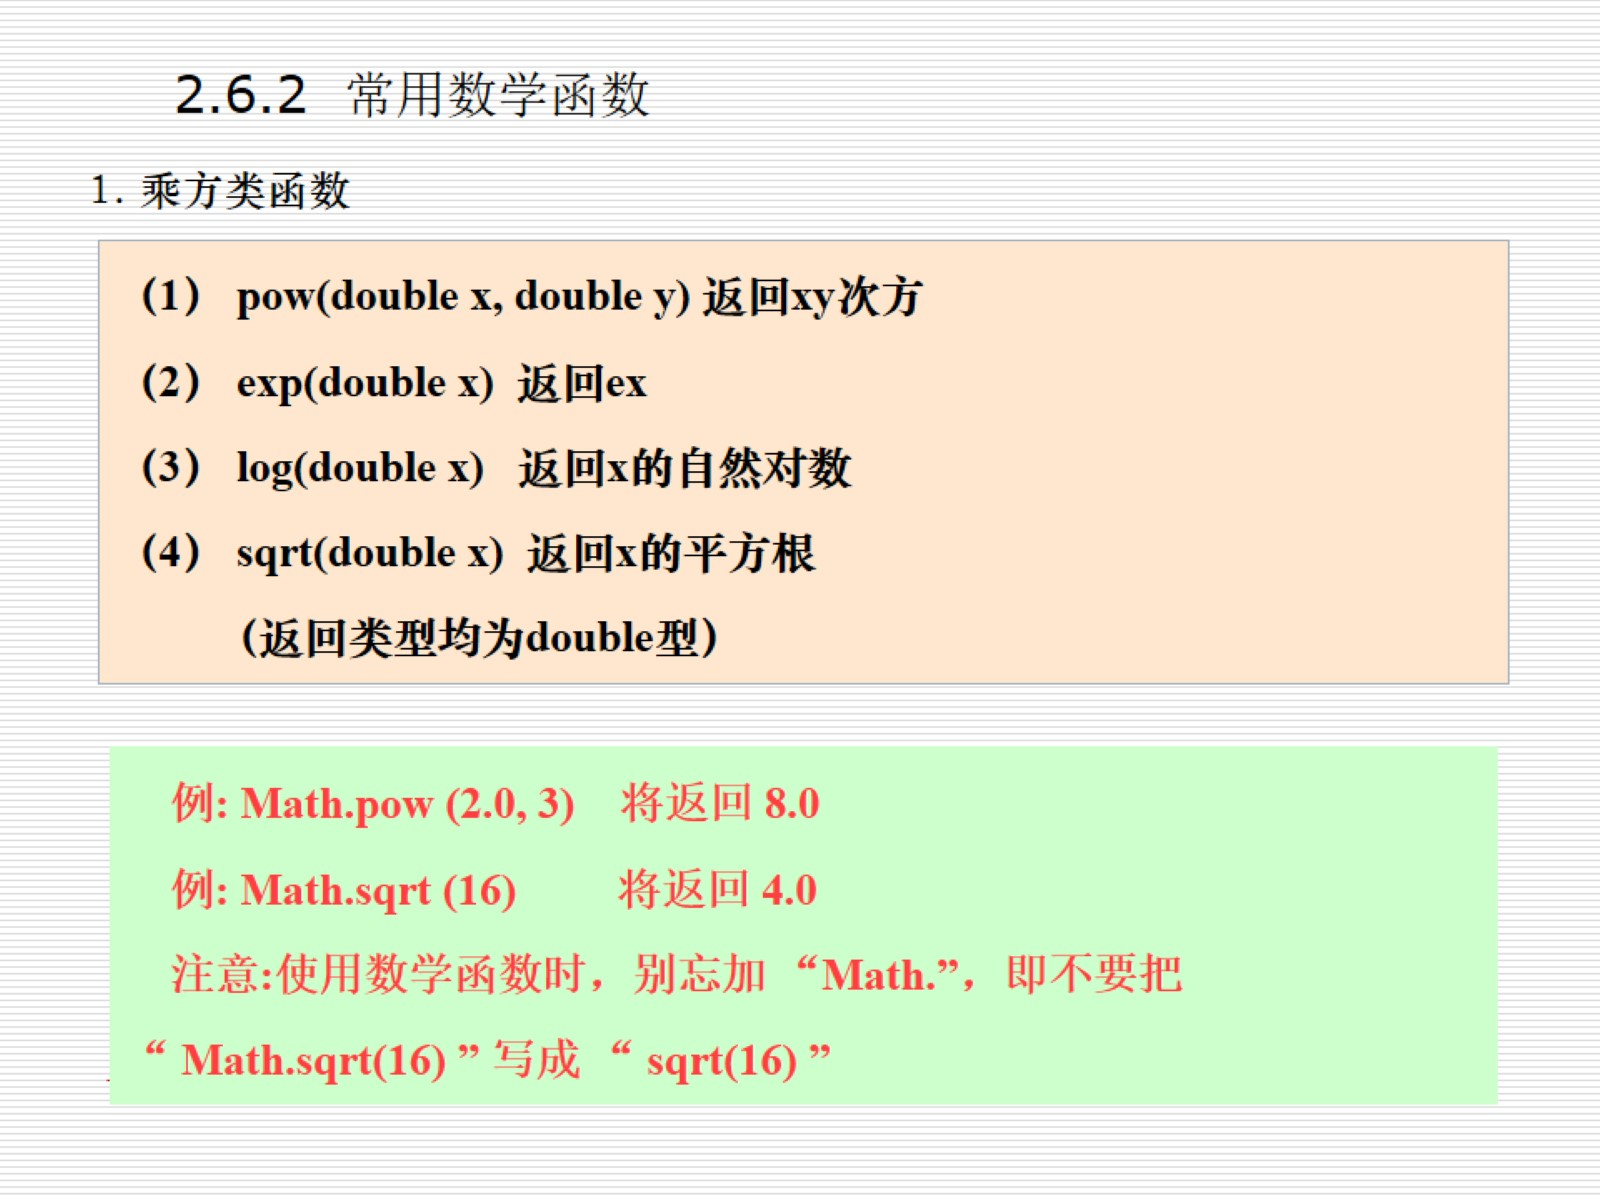 2.6.2 常用数学函数
1. 乘方类函数
（1） pow(double x, double y) 返回xy次方
（2） exp(double x) 返回ex
（3） log(double x) 返回x的自然对数
（4） sqrt(double x) 返回x的平方根
（返回类型均为double型）
例: Math.pow (2.0, 3) 将返回 8.0
例: Math.sqrt (16) 将返回 4.0
注意:使用数学函数时，别忘加 “Math.”，即不要把
“ Math.sqrt(16) ” 写成 “ sqrt(16) ”